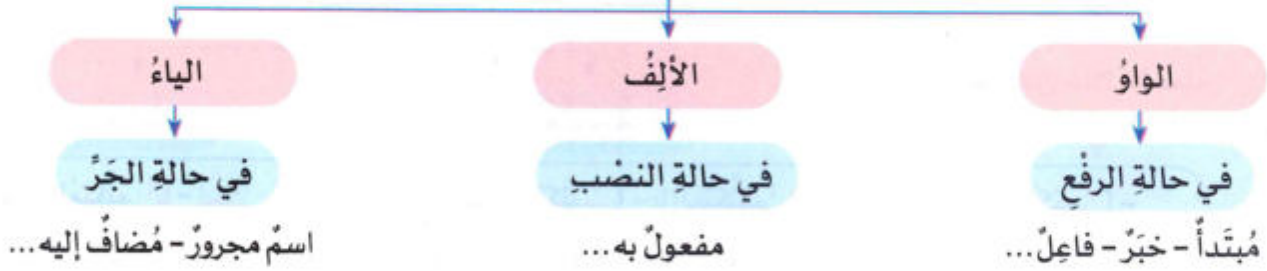 الواوُ
الألِفُ
الياءُ
في حالةِ الرفْعِ
في حالةِ النصْبِ
في حالةِ الجَرِّ
مُبتَدأٌ – خبَرٌ – فاعِلٌ...
مفعولٌ به...
اسمٌ مجرورٌ – مُضافٌ إليه...